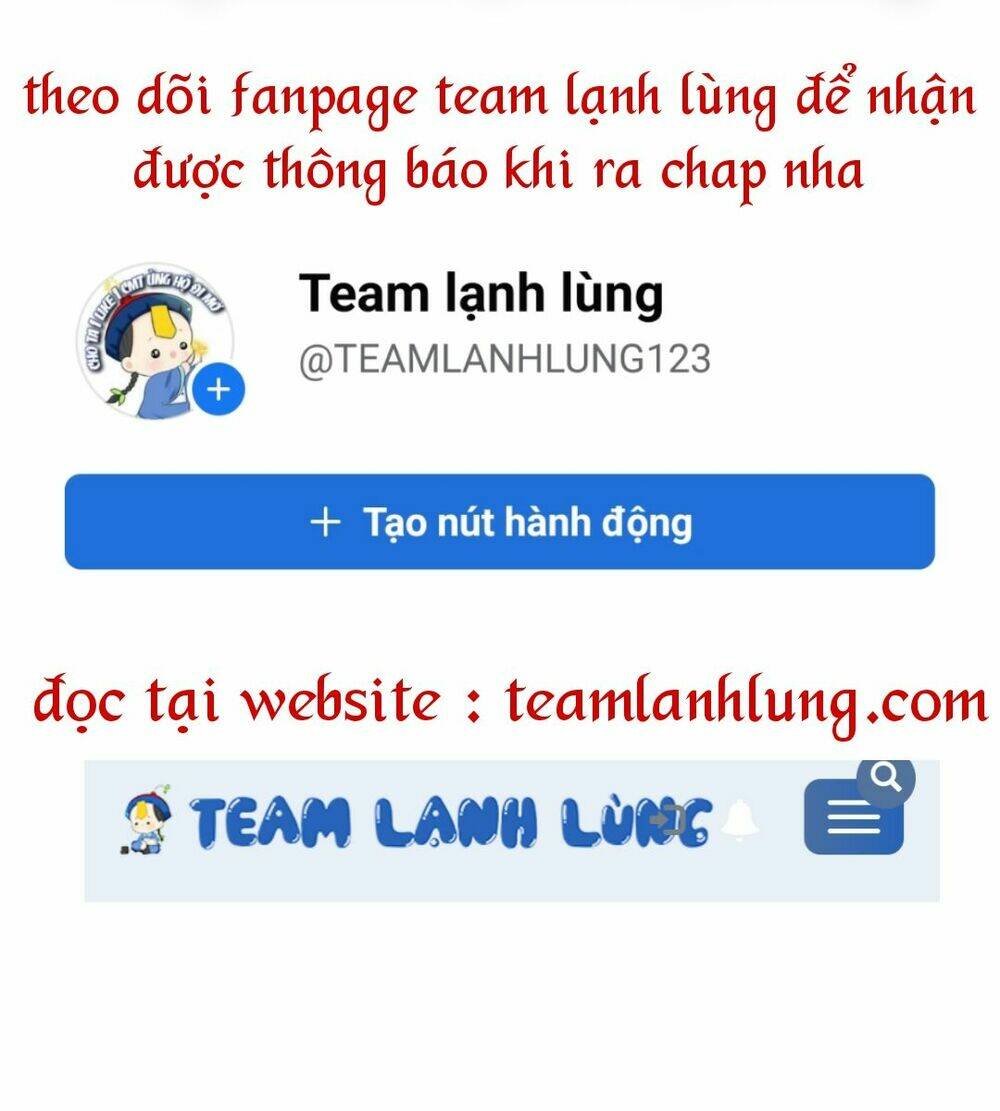 theo dõi fanpage team lạnh lùng để nhận
được thông báo khi ra chap nha
CHO TA 1 LIKE 1 CMT ỦNG HỘ ĐI MÒ
Team lạnh lùng
@TEAMLANHLUNG123
+ Tạo nút hành động
đọc tại website : teamlanhlung.com
TEAM LẠNH LÙNG